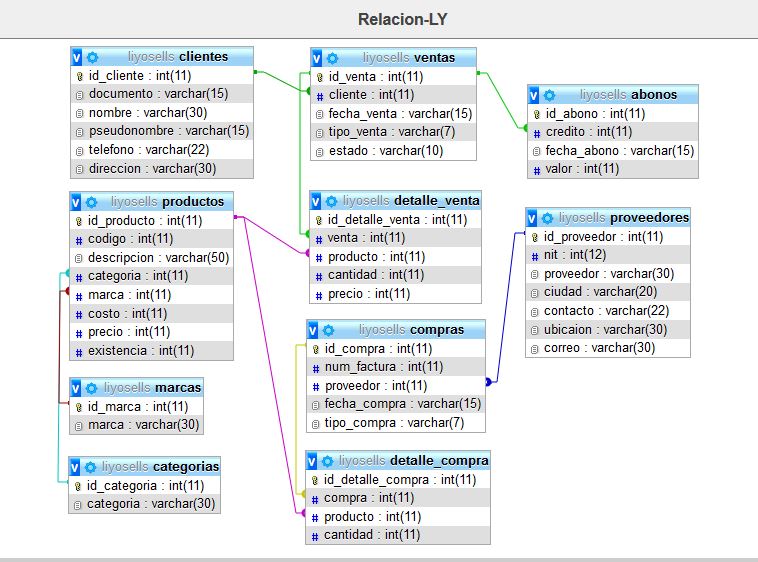 Relacion-LY
v liyosells clientes
id_cliente : int(11)
documento : varchar(15)
nombre : varchar(30)
pseudonombre : varchar(15)
telefono : varchar(22)
direccion : varchar(30)
v liyosells ventas
id_venta : int(11)
# cliente : int(11)
fecha_venta : varchar(15)
tipo_venta : varchar(7)
estado : varchar(10)
v liyosells abonos
id_abono : int(11)
# credito : int(11)
fecha_abono : varchar(15)
# valor : int(11)
v liyosells productos
id_producto : int(11)
# codigo : int(11)
descripcion : varchar(50)
# categoria : int(11)
# marca : int(11)
# costo : int(11)
# precio : int(11)
# existencia : int(11)
v liyosells detalle_venta
id_detalle_venta : int(11)
# venta : int(11)
# producto : int(11)
# cantidad : int(11)
# precio : int(11)
v liyosells proveedores
id_proveedor : int(11)
# nit : int(12)
proveedor : varchar(30)
ciudad : varchar(20)
contacto : varchar(22)
ubicaion : varchar(30)
correo : varchar(30)
v liyosells compras
id_compra : int(11)
# num_factura : int(11)
# proveedor : int(11)
fecha_compra : varchar(15)
tipo_compra : varchar(7)
v liyosells marcas
id_marca : int(11)
marca : varchar(30)
v liyosells categorias
id_categoria : int(11)
categoria : varchar(30)
v liyosells detalle_compra
id_detalle_compra : int(11)
# compra : int(11)
# producto : int(11)
# cantidad : int(11)